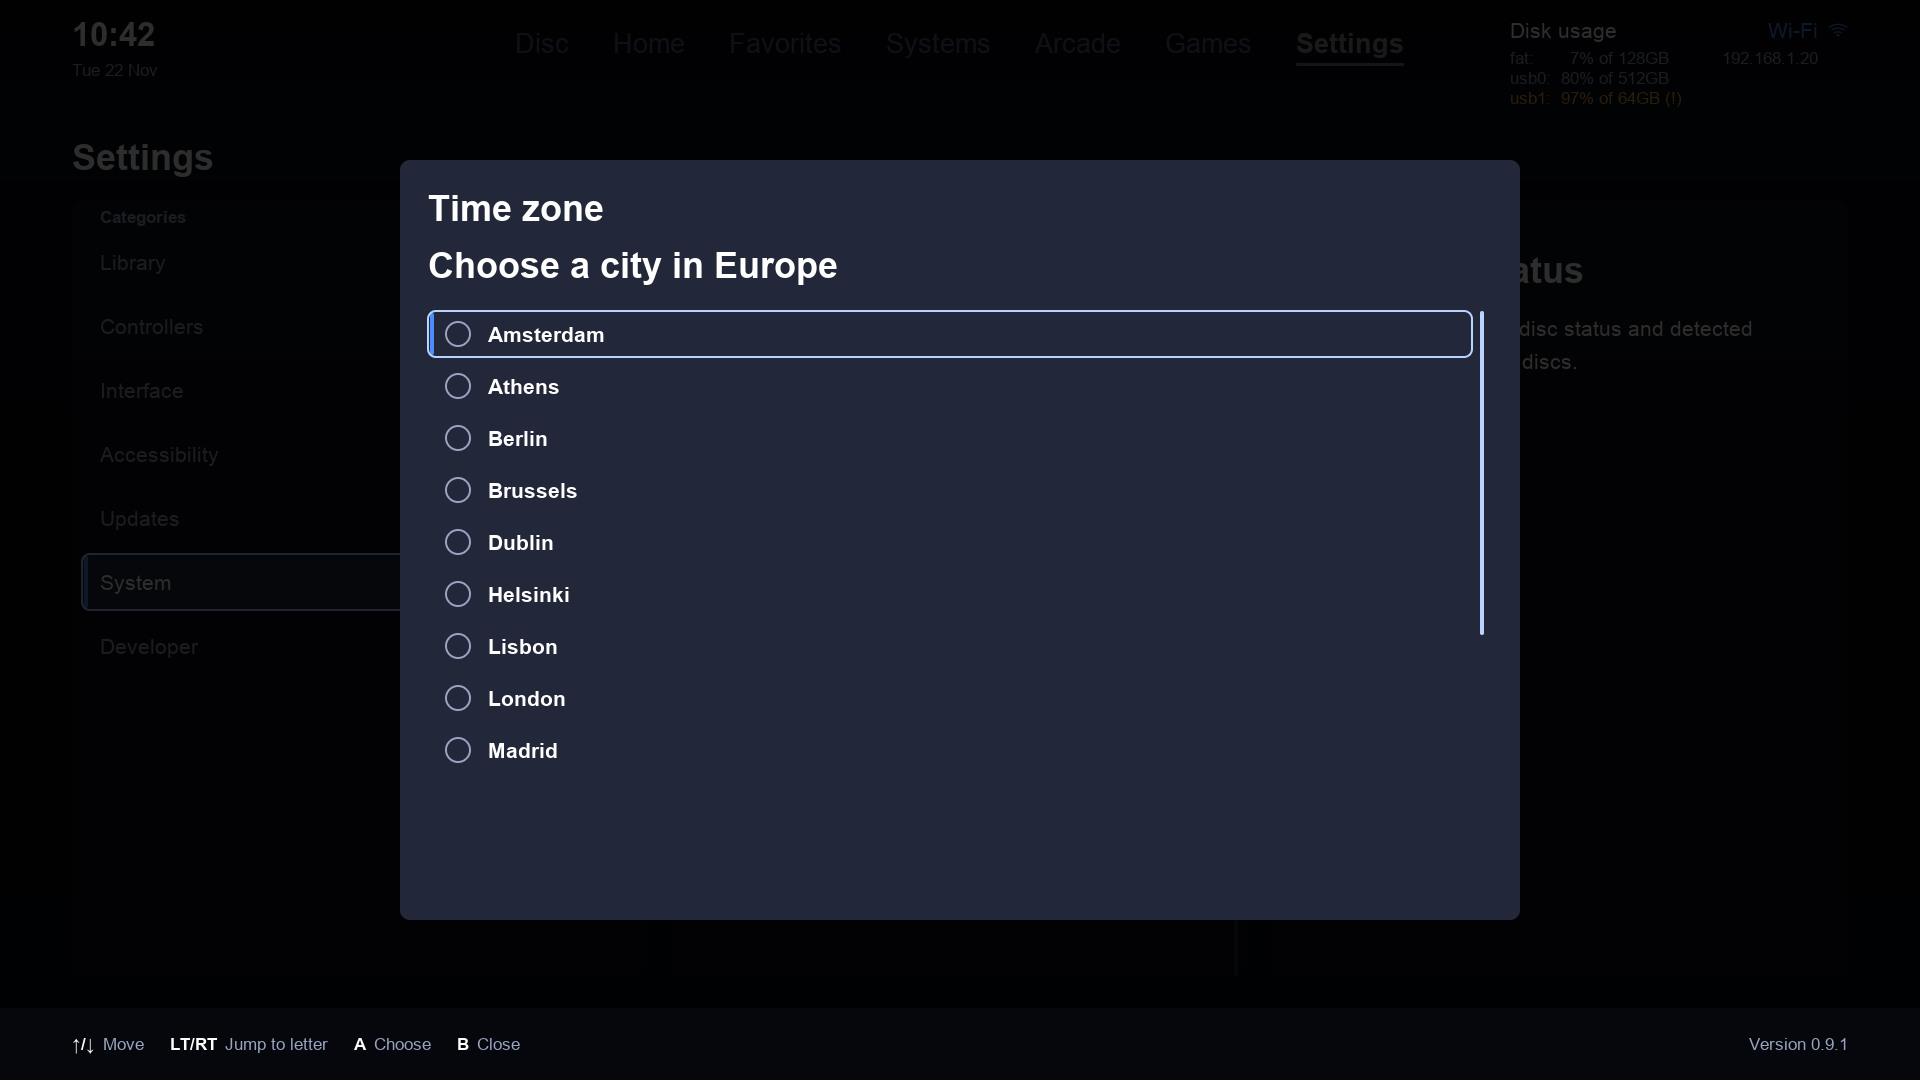 10:42
Tue 22 Nov
Disc Home Favorites Systems Arcade Games Settings
Disk usage
fat: 7% of 128GB
usb0: 80% of 512GB
usb1: 97% of 64GB (!)
Wi-Fi
192.168.1.20
Settings
Categories
Library
Controllers
Interface
Accessibility
Updates
System
Developer
Time zone
Choose a city in Europe
Amsterdam
Athens
Berlin
Brussels
Dublin
Helsinki
Lisbon
London
Madrid
atus
disc status and detected
discs.
↑/↓ Move LT/RT Jump to letter A Choose B Close
Version 0.9.1